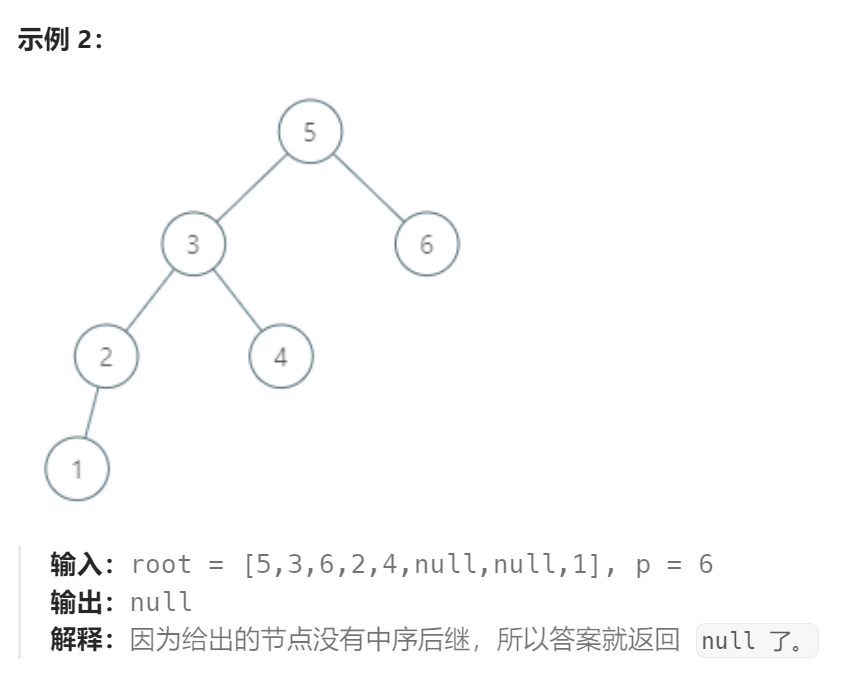 示例 2：
5
3 6
2 4
1
输入：root = [5,3,6,2,4,null,null,1], p = 6
输出：null
解释：因为给出的节点没有中序后继，所以答案就返回 null 了。